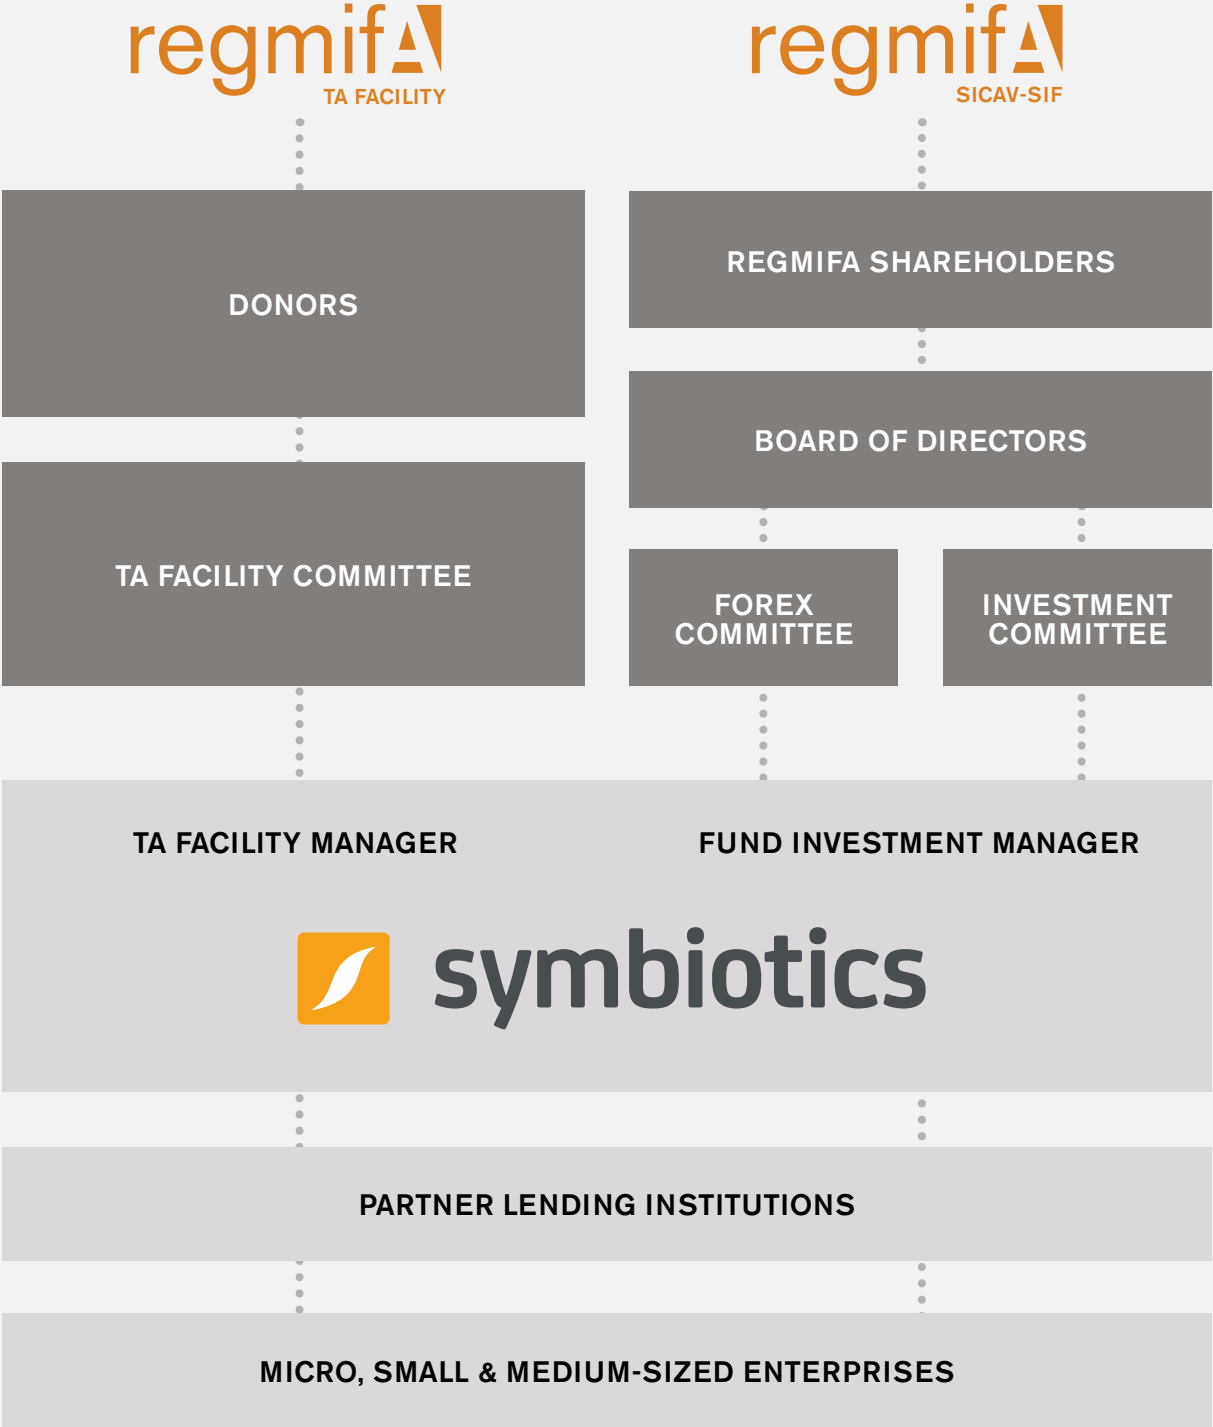 regmifA
TA FACILITY
regmifA
SICAV-SIF
DONORS
TA FACILITY COMMITTEE
REGMIFA SHAREHOLDERS
BOARD OF DIRECTORS
FOREX
COMMITTEE
INVESTMENT
COMMITTEE
TA FACILITY MANAGER
FUND INVESTMENT MANAGER
symbiotics
PARTNER LENDING INSTITUTIONS
MICRO, SMALL & MEDIUM-SIZED ENTERPRISES